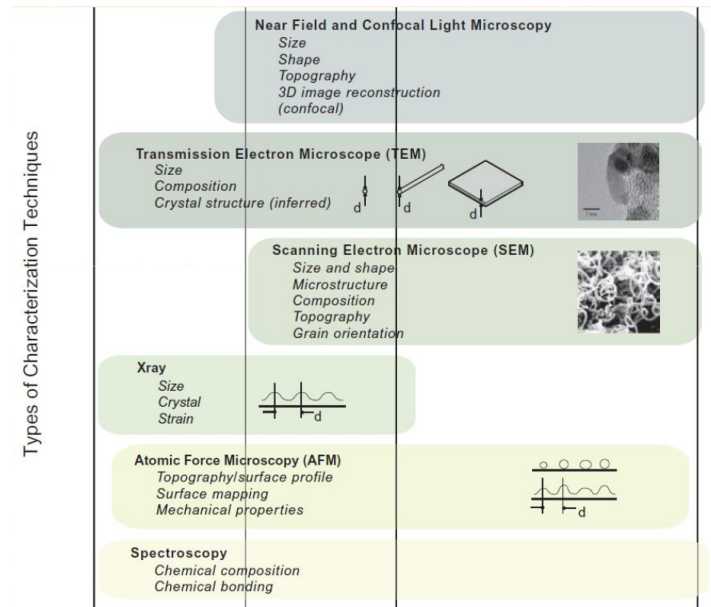 Types of Characterization Techniques
Near Field and Confocal Light Microscopy
Size
Shape
Topography
3D image reconstruction
(confocal)
Transmission Electron Microscope (TEM)
Size
Composition
Crystal structure (inferred)
d
d
d
Scanning Electron Microscope (SEM)
Size and shape
Microstructure
Composition
Topography
Grain orientation
Xray
Size
Crystal
Strain
d
Atomic Force Microscopy (AFM)
Topography/surface profile
Surface mapping
Mechanical properties
d
Spectroscopy
Chemical composition
Chemical bonding